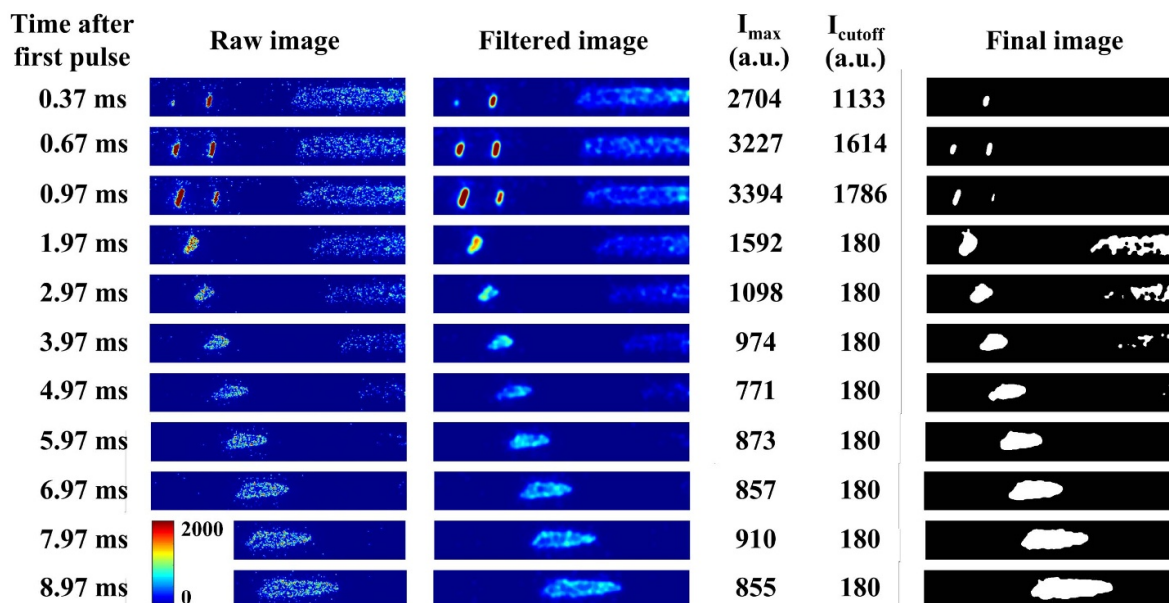 Time after
first pulse
Raw image
Filtered image
Imax
(a.u.)
Icutoff
(a.u.)
Final image
0.37 ms 2704 1133
0.67 ms 3227 1614
0.97 ms 3394 1786
1.97 ms 1592 180
2.97 ms 1098 180
3.97 ms 974 180
4.97 ms 771 180
5.97 ms 873 180
6.97 ms 857 180
7.97 ms 2000 910 180
8.97 ms 0 855 180